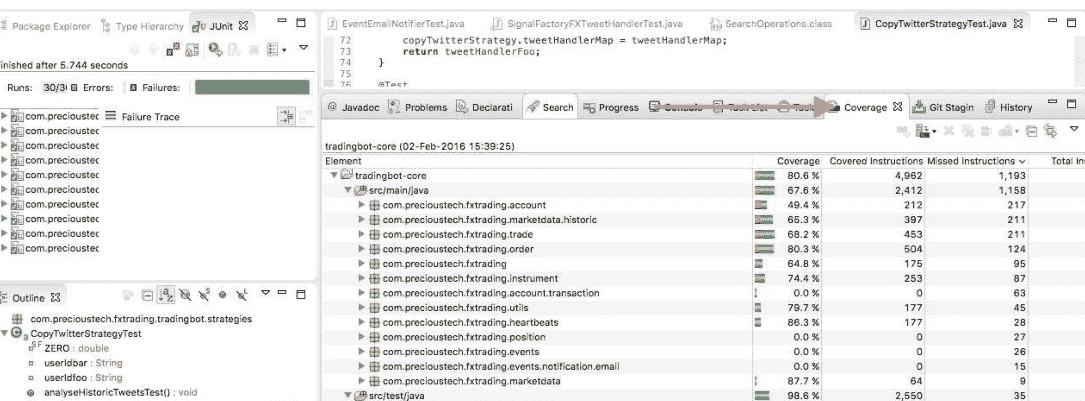 EventEmailNotifierTest.java SignalFactoryFXTweetHandlerTest.java SearchOperations.class CopyTwitterStrategyTest.java
Package Explorer Type Hierarchy JUnit
72 copyTwitterStrategy.tweetHandlerMap = tweetHandlerMap;
73 return tweetHandlerFoo;
74 }
75
76 @Test
inished after 5.744 seconds
Runs: 30/3 Errors: Failures:
com.precioustec Failure Trace
com.precioustec
com.precioustec
com.precioustec
com.precioustec
com.precioustec
com.precioustec
com.precioustec
com.precioustec
com.precioustec
Outline
com.precioustech.fxtrading.tradingbot.strategies
CopyTwitterStrategyTest
ZERO : double
userIdbar : String
userIdfoo : String
analyseHistoricTweetsTest() : void
@ Javadoc Problems Declarati Search Progress Console Task List Task Coverage Git Stagin History
tradingbot-core (02-Feb-2016 15:39:25)
Element Coverage Covered Instructions Missed Instructions Total In
tradingbot-core 80.6 % 4,962 1,193
src/main/java 67.6 % 2,412 1,158
com.precioustech.fxtrading.account 49.4 % 212 217
com.precioustech.fxtrading.marketdata.historic 65.3 % 397 211
com.precioustech.fxtrading.trade 68.2 % 453 211
com.precioustech.fxtrading.order 80.3 % 504 124
com.precioustech.fxtrading 64.8 % 175 95
com.precioustech.fxtrading.instrument 74.4 % 253 87
com.precioustech.fxtrading.account.transaction 0.0 % 0 63
com.precioustech.fxtrading.utils 79.7 % 177 45
com.precioustech.fxtrading.heartbeats 86.3 % 177 28
com.precioustech.fxtrading.position 0.0 % 0 27
com.precioustech.fxtrading.events 0.0 % 0 26
com.precioustech.fxtrading.events.notification.email 0.0 % 0 15
com.precioustech.fxtrading.marketdata 87.7 % 64 9
src/test/java 98.6 % 2,550 35